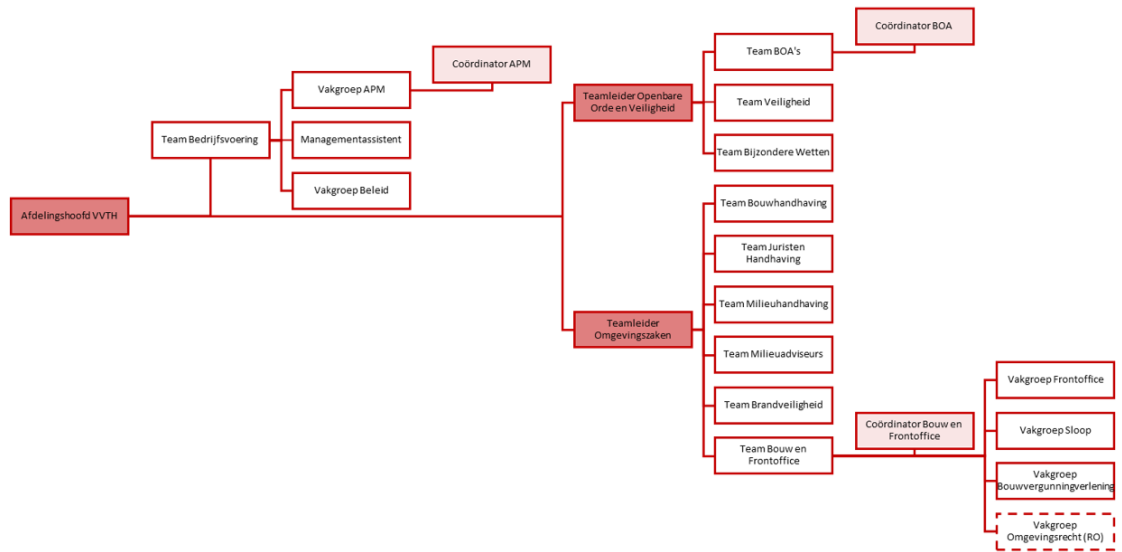 Afdelingshoofd VVTH
Team Bedrijfsvoering
Vakgroep APM
Coördinator APM
Managementassistent
Vakgroep Beleid
Teamleider Openbare
Orde en Veiligheid
Team BOA's
Coördinator BOA
Team Veiligheid
Team Bijzondere Wetten
Teamleider
Omgevingszaken
Team Bouwhandhaving
Team Juristen
Handhaving
Team Milieuhandhaving
Team Milieuadviseurs
Team Brandveiligheid
Team Bouw en
Frontoffice
Coördinator Bouw en
Frontoffice
Vakgroep Frontoffice
Vakgroep Sloop
Vakgroep
Bouwvergunningverlening
Vakgroep
Omgevingsrecht (RO)